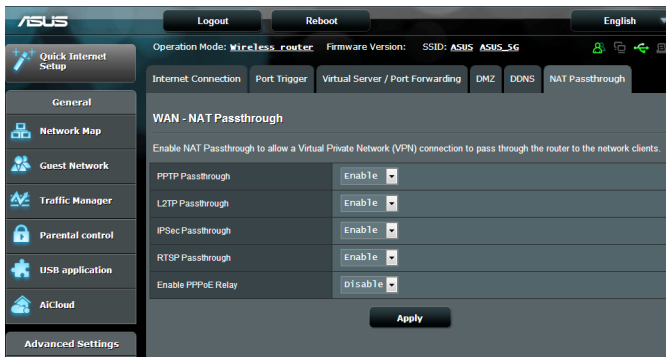 ASUS
Logout
Reboot
English
Quick Internet
Setup
Operation Mode: Wireless router Firmware Version: SSID: ASUS ASUS_5G
Internet Connection
Port Trigger
Virtual Server / Port Forwarding
DMZ
DDNS
NAT Passthrough
General
Network Map
Guest Network
Traffic Manager
Parental control
USB application
AiCloud
Advanced Settings
WAN - NAT Passthrough
Enable NAT Passthrough to allow a Virtual Private Network (VPN) connection to pass through the router to the network clients.
PPTP Passthrough Enable
L2TP Passthrough Enable
IPSec Passthrough Enable
RTSP Passthrough Enable
Enable PPPoE Relay Disable
Apply